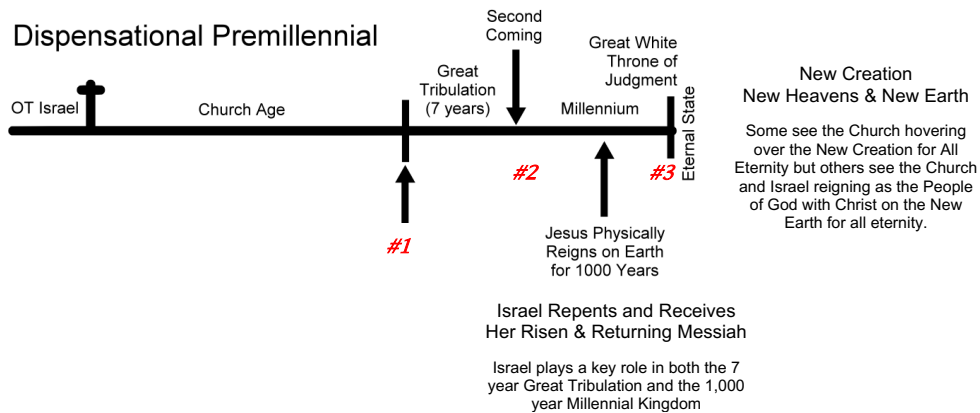 Dispensational Premillennial
OT Israel
Church Age
Great
Tribulation
(7 years)
Second
Coming
Millennium
Great White
Throne of
Judgment
Eternal State
#1
#2
#3
Jesus Physically
Reigns on Earth
for 1000 Years
Israel Repents and Receives
Her Risen & Returning Messiah
Israel plays a key role in both the 7
year Great Tribulation and the 1,000
year Millennial Kingdom
New Creation
New Heavens & New Earth
Some see the Church hovering
over the New Creation for All
Eternity but others see the Church
and Israel reigning as the People
of God with Christ on the New
Earth for all eternity.